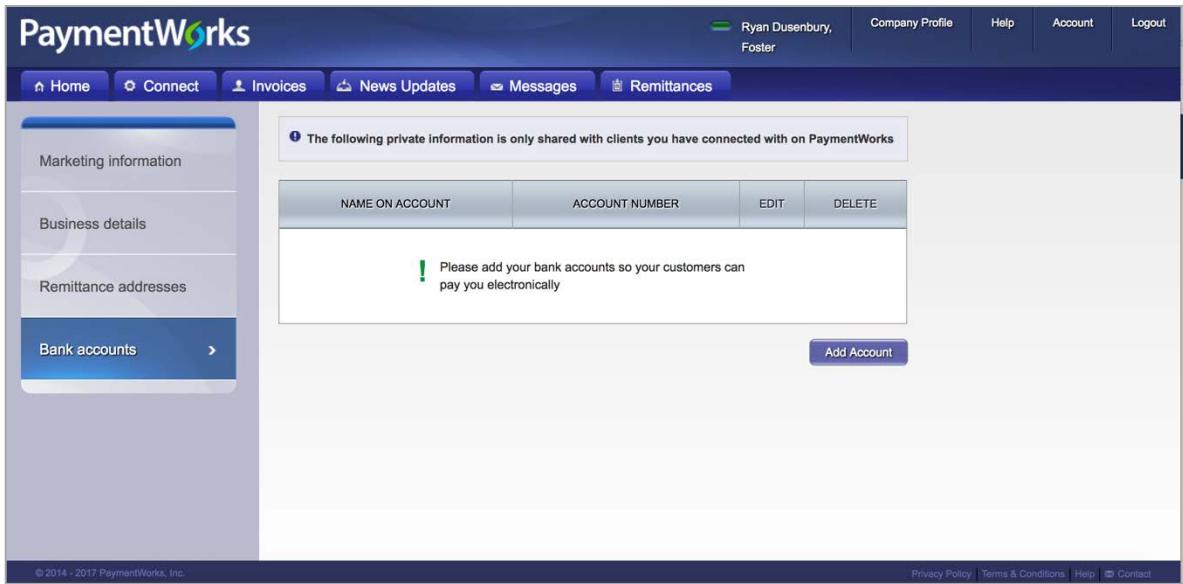 PaymentWorks
Ryan Dusenbury,
Foster
Company Profile
Help
Account
Logout
Home
Connect
Invoices
News Updates
Messages
Remittances
Marketing information
Business details
Remittance addresses
Bank accounts
The following private information is only shared with clients you have connected with on PaymentWorks
NAME ON ACCOUNT
ACCOUNT NUMBER
EDIT
DELETE
Please add your bank accounts so your customers can
pay you electronically
Add Account
© 2014 - 2017 PaymentWorks, Inc.
Privacy Policy | Terms & Conditions | Help | Contact